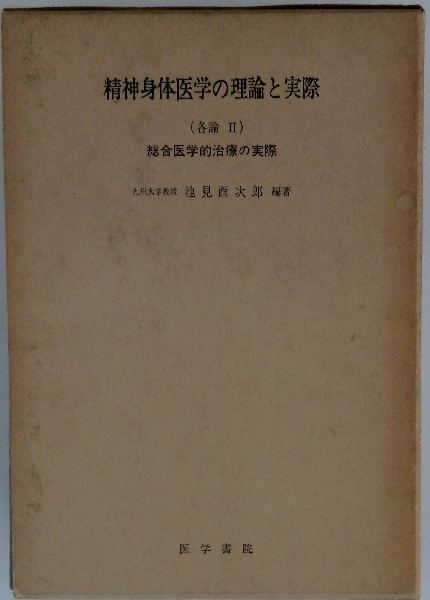 精神身体医学の理論と実際
(各論 II)
総合医学的治療の実際
九州大学教授 池見酉次郎 編著
医学書院